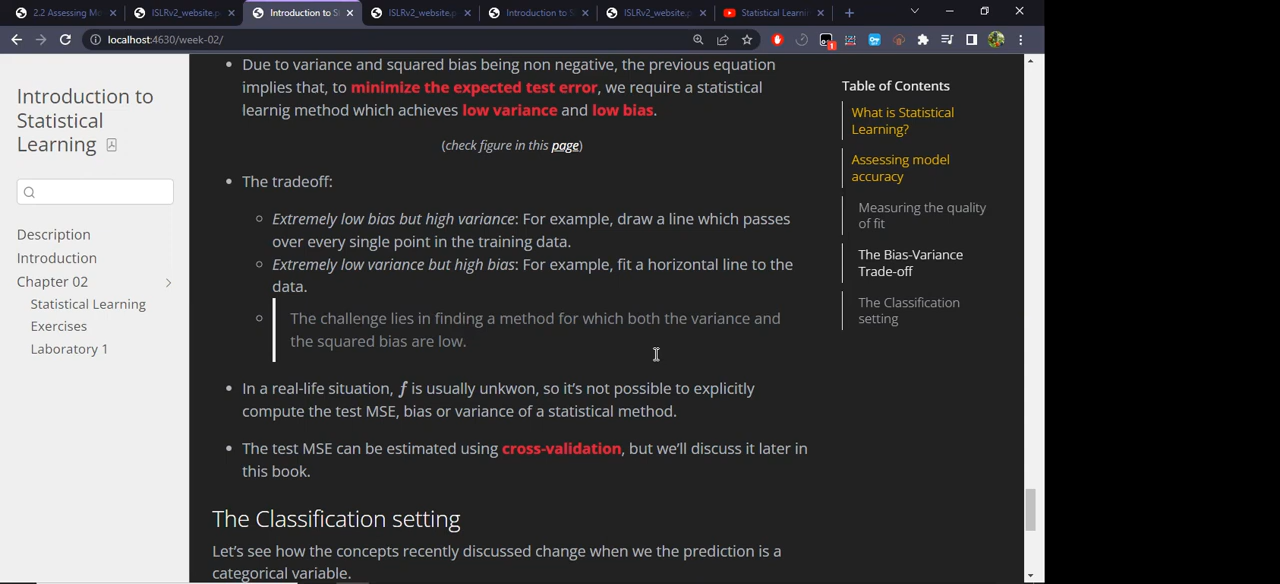 2.2 Assessing Mo
ISLRv2_website.p
Introduction to S
ISLRv2_website.p
Introduction to S
ISLRv2_website.p
Statistical Learnin
localhost:4630/week-02/
1
Introduction to
Statistical
Learning
Description
Introduction
Chapter 02
Statistical Learning
Exercises
Laboratory 1
Due to variance and squared bias being non negative, the previous equation
implies that, to minimize the expected test error, we require a statistical
learnig method which achieves low variance and low bias.
(check figure in this page)
The tradeoff:
Extremely low bias but high variance: For example, draw a line which passes
over every single point in the training data.
Extremely low variance but high bias: For example, fit a horizontal line to the
data.
The challenge lies in finding a method for which both the variance and
the squared bias are low.
In a real-life situation, f is usually unkwon, so it’s not possible to explicitly
compute the test MSE, bias or variance of a statistical method.
The test MSE can be estimated using cross-validation, but we’ll discuss it later in
this book.
The Classification setting
Let’s see how the concepts recently discussed change when we the prediction is a
categorical variable.
Table of Contents
What is Statistical
Learning?
Assessing model
accuracy
Measuring the quality
of fit
The Bias-Variance
Trade-off
The Classification
setting